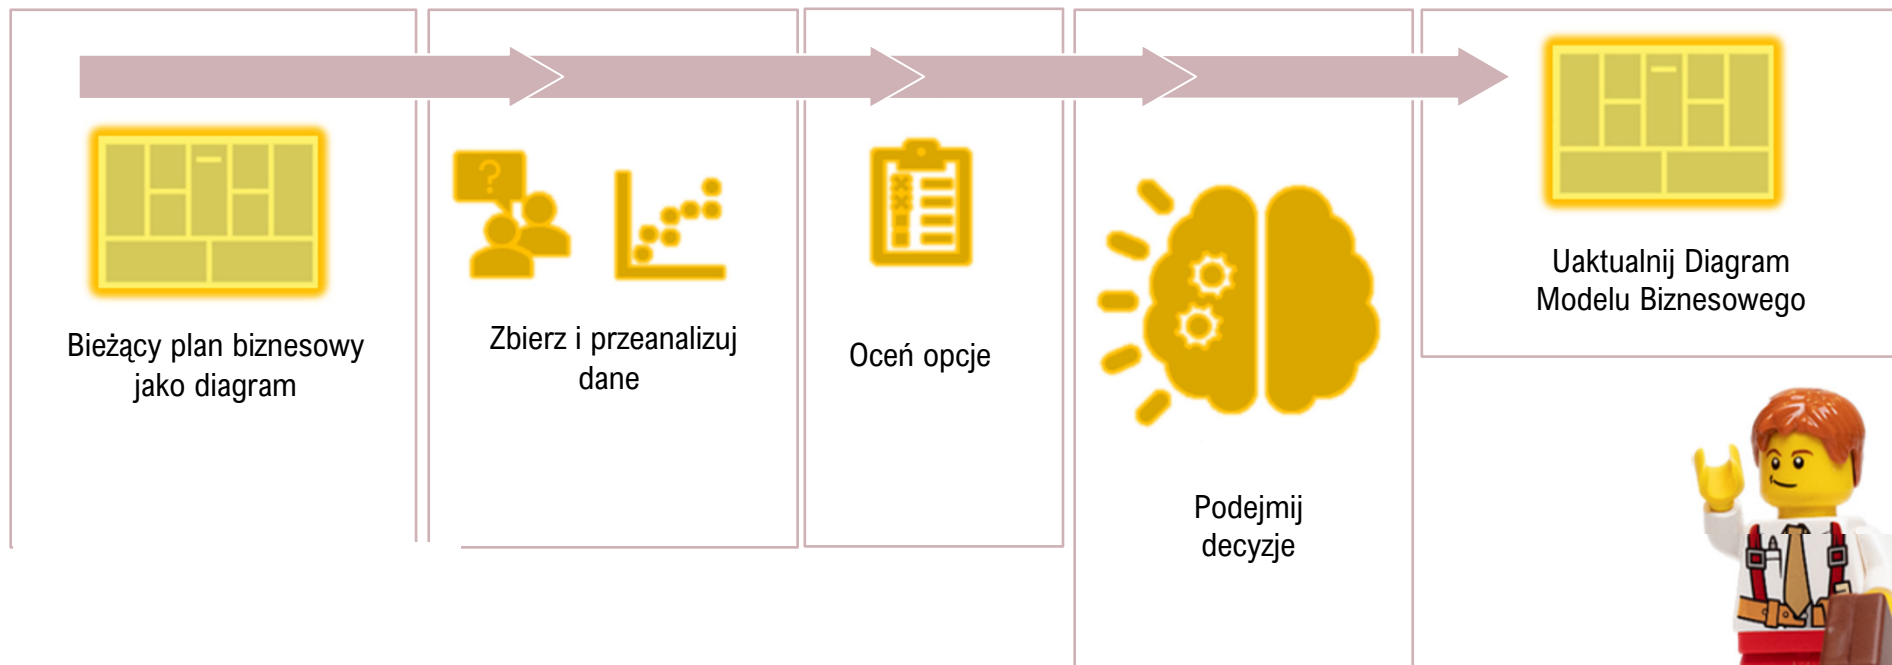 Bieżący plan biznesowy
jako diagram
?
Zbierz i przeanalizuj
dane
Oceń opcje
Podejmij
decyzje
Uaktualnij Diagram
Modelu Biznesowego